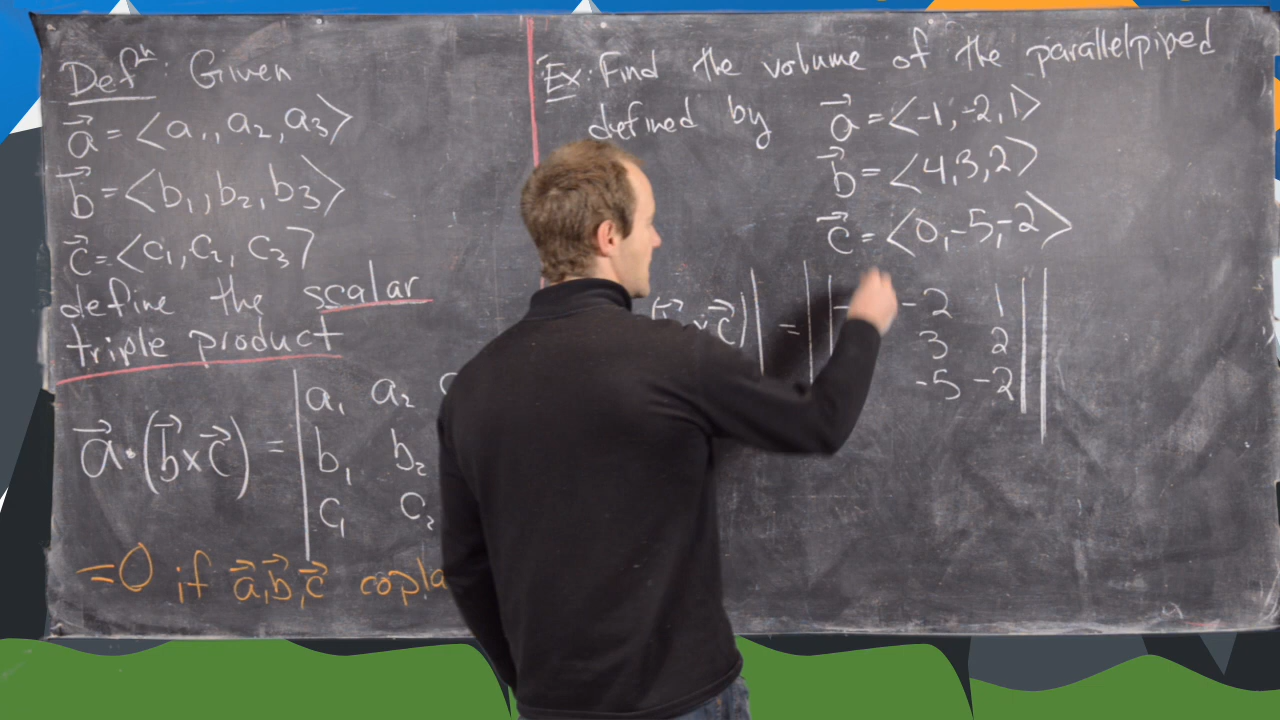 Defⁿ: Given
a⃗ = <a₁, a₂, a₃>
b⃗ = <b₁, b₂, b₃>
c⃗ = <c₁, c₂, c₃>
define the scalar
triple product
a⃗·(b⃗×c⃗) = | a₁ a₂
b₁ b₂
c₁ c₂
=0 if a⃗,b⃗,c⃗
Ex: Find the volume of the parallelpiped
defined by a⃗ = <-1,-2,1>
b⃗ = <4,3,2>
c⃗ = <0,-5,-2>
×c⃗)| = || -2 1 ||
3 2
-5 -2